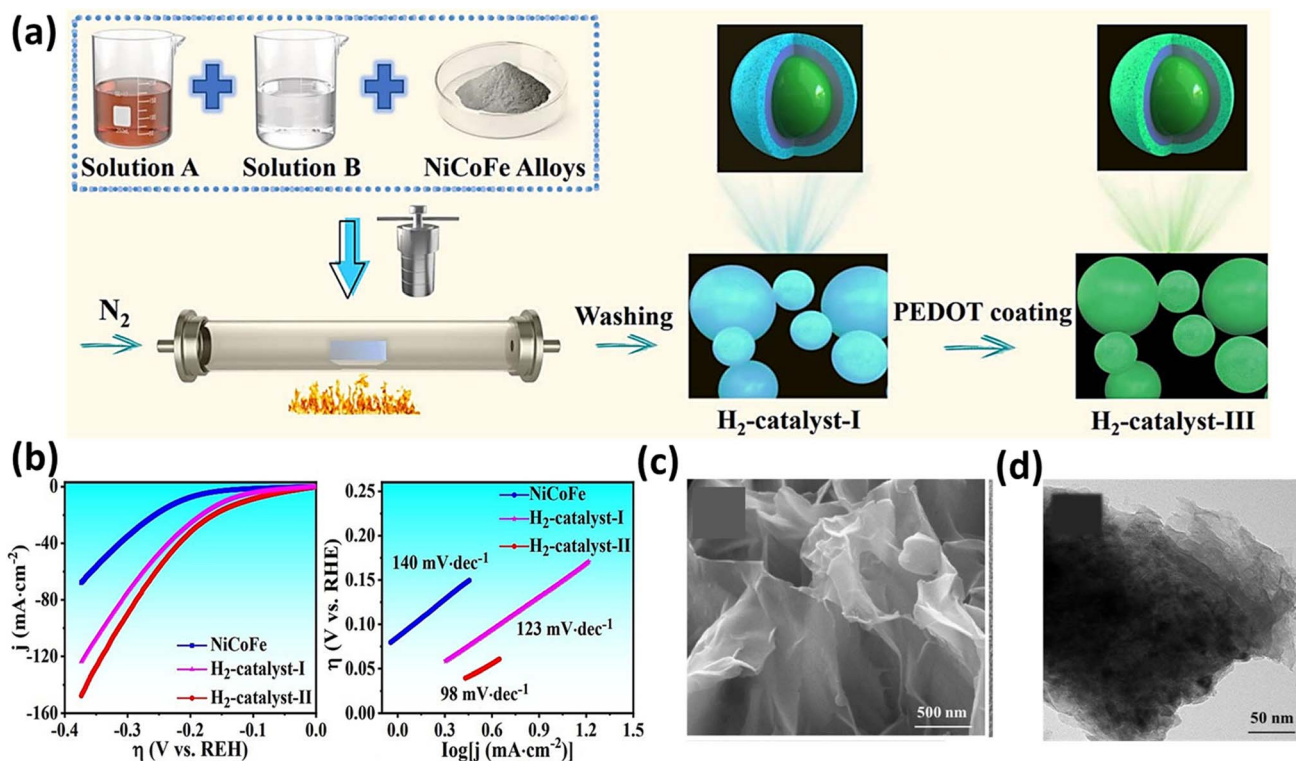 (a)
Solution A
Solution B
NiCoFe Alloys
N2
Washing
H2-catalyst-I
PEDOT coating
H2-catalyst-III
(b)
0
-40
-80
-120
-160
j (mA·cm-2)
NiCoFe
H2-catalyst-I
H2-catalyst-II
-0.4
-0.3
-0.2
-0.1
-0.0
η (V vs. REH)
0.25
0.20
0.15
0.10
0.05
0.00
η (V vs. RHE)
NiCoFe
H2-catalyst-I
H2-catalyst-II
140 mV·dec-1
123 mV·dec-1
98 mV·dec-1
0.0
0.3
0.6
0.9
1.2
1.5
log[j (mA·cm-2)]
(c)
500 nm
(d)
50 nm